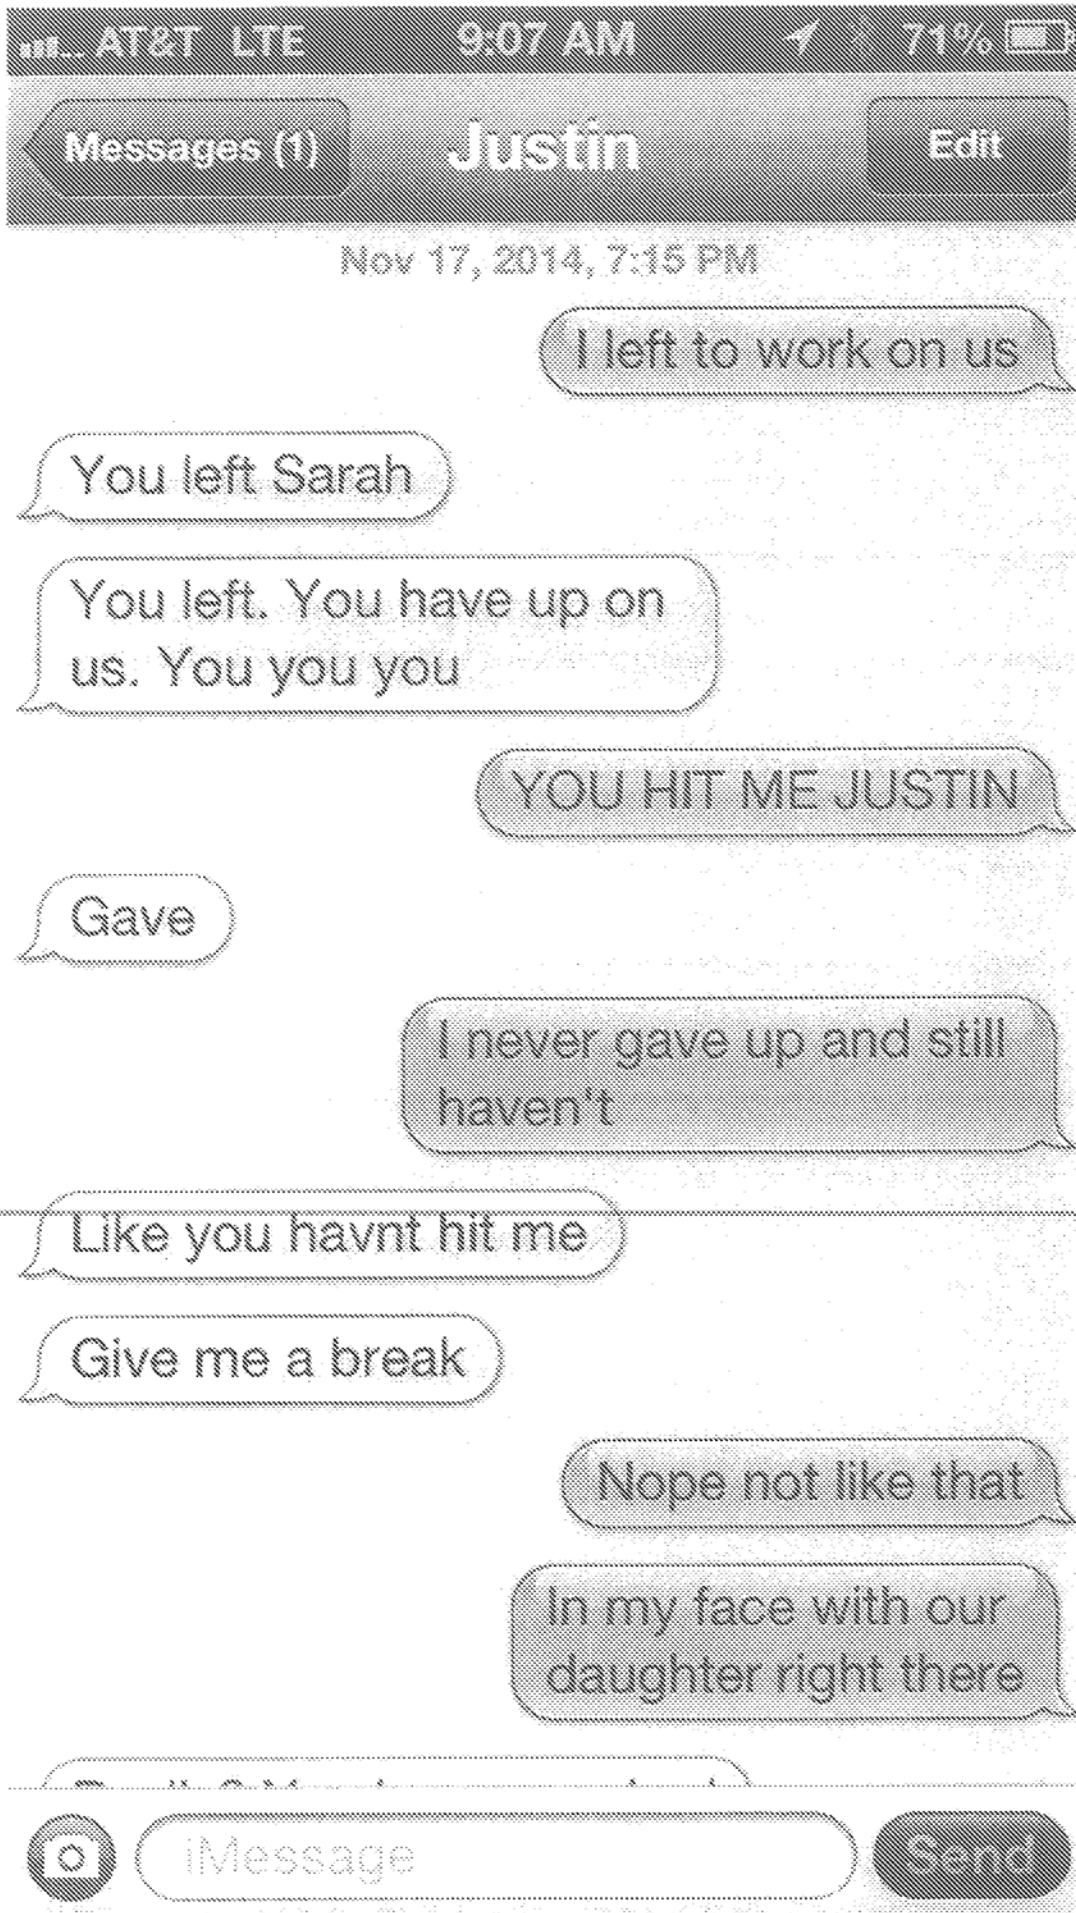 AT&T LTE 9:07 AM 71%
Messages (1) Justin Edit
Nov 17, 2014, 7:15 PM
I left to work on us
You left Sarah
You left. You have up on
us. You you you
YOU HIT ME JUSTIN
Gave
I never gave up and still
haven't
Like you havnt hit me
Give me a break
Nope not like that
In my face with our
daughter right there
iMessage Send